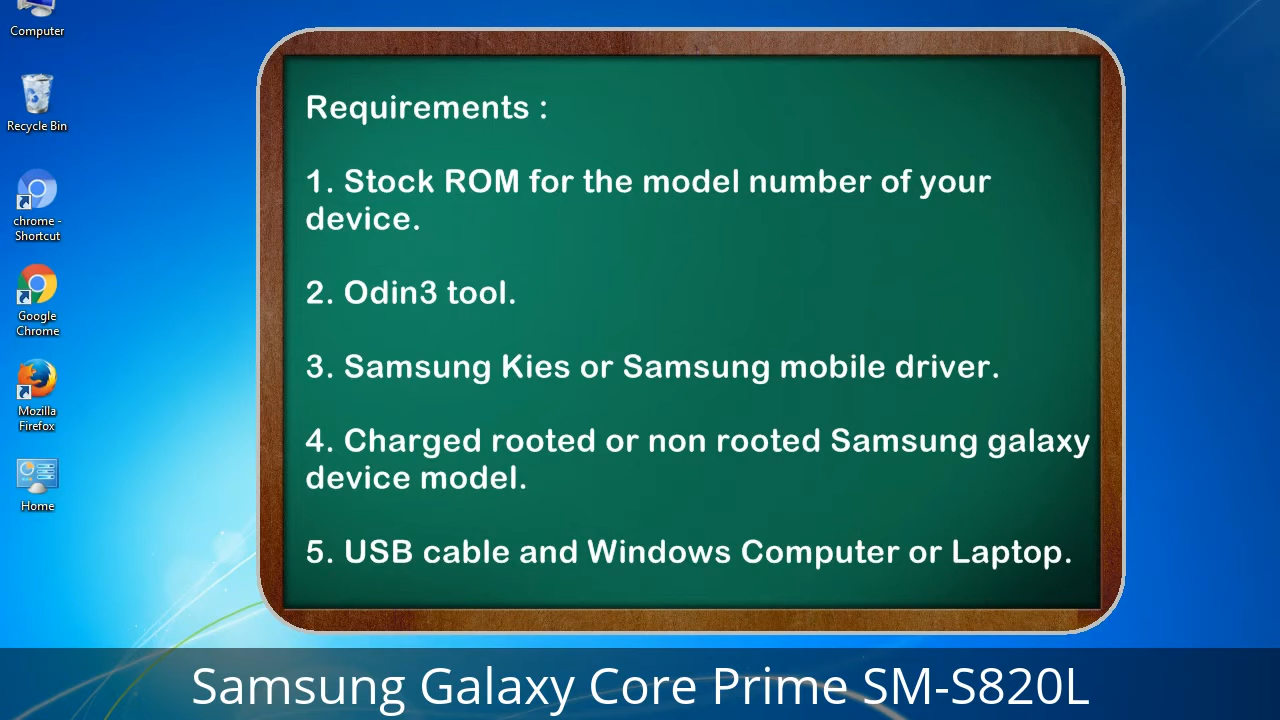 Computer
Recycle Bin
chrome -
Shortcut
Google
Chrome
Mozilla
Firefox
Home
Requirements :
1. Stock ROM for the model number of your
device.
2. Odin3 tool.
3. Samsung Kies or Samsung mobile driver.
4. Charged rooted or non rooted Samsung galaxy
device model.
5. USB cable and Windows Computer or Laptop.
Samsung Galaxy Core Prime SM-S820L